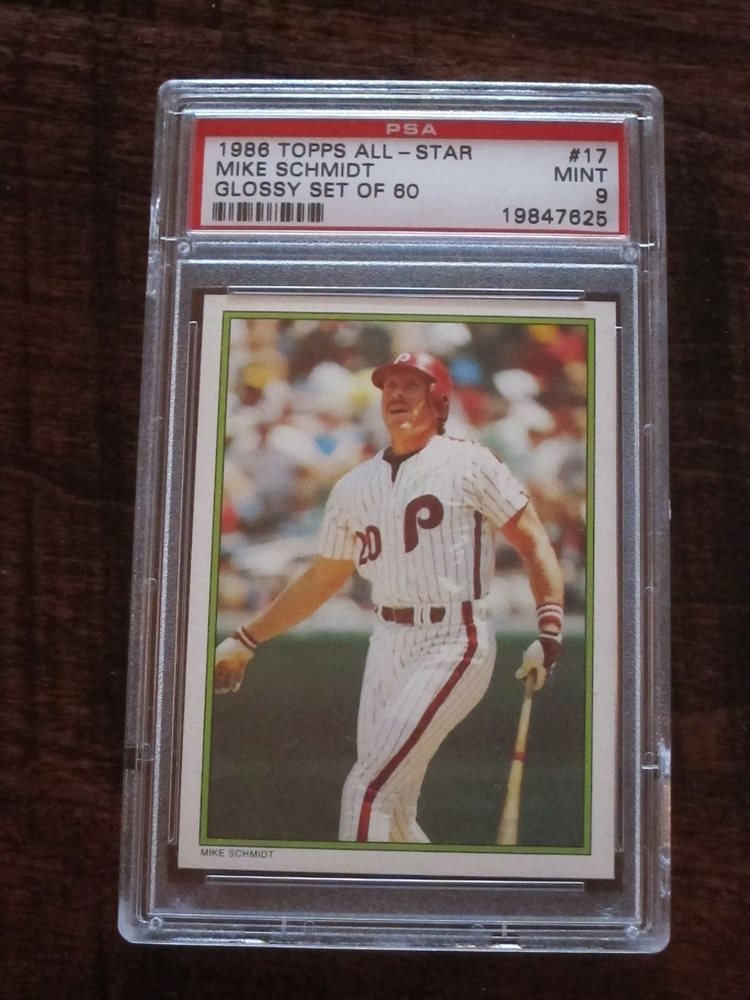 PSA
1986 TOPPS ALL-STAR #17
MIKE SCHMIDT MINT
GLOSSY SET OF 60 9
19847625
P
20 P
MIKE SCHMIDT